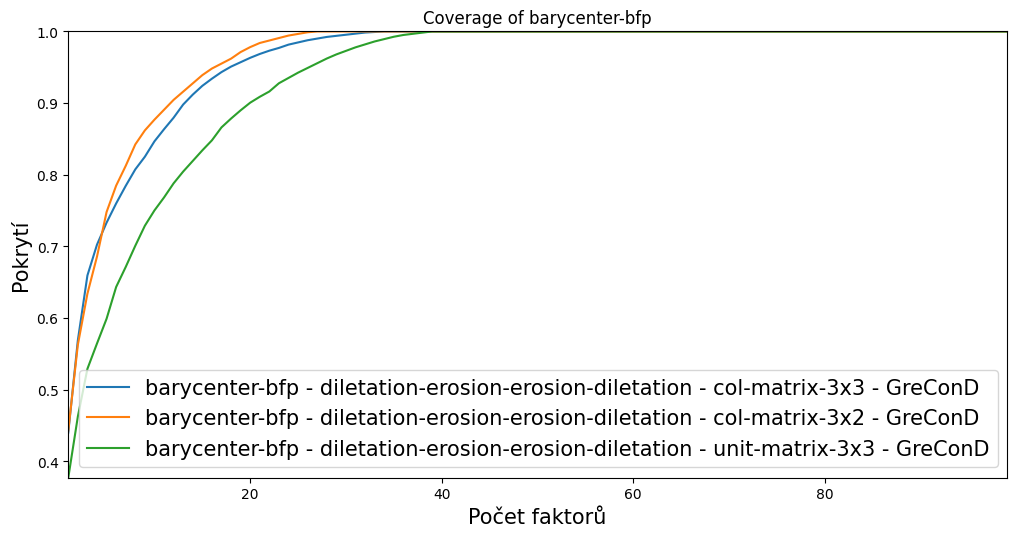 Coverage of barycenter-bfp
1.0
0.9
0.8
0.7
0.6
0.5
0.4
Pokrytí
barycenter-bfp - diletation-erosion-erosion-diletation - col-matrix-3x3 - GreConD
barycenter-bfp - diletation-erosion-erosion-diletation - col-matrix-3x2 - GreConD
barycenter-bfp - diletation-erosion-erosion-diletation - unit-matrix-3x3 - GreConD
20 40 60 80
Počet faktorů